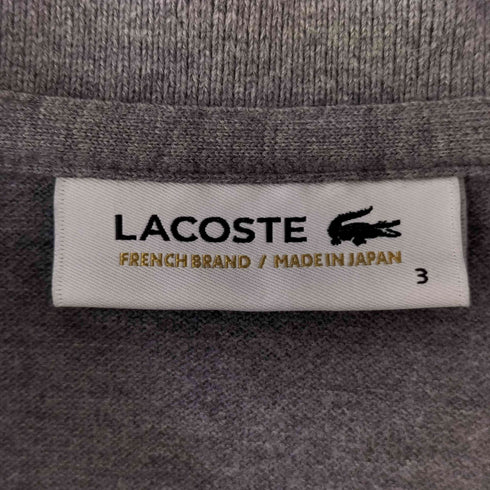 LACOSTE
FRENCH BRAND / MADE IN JAPAN
3